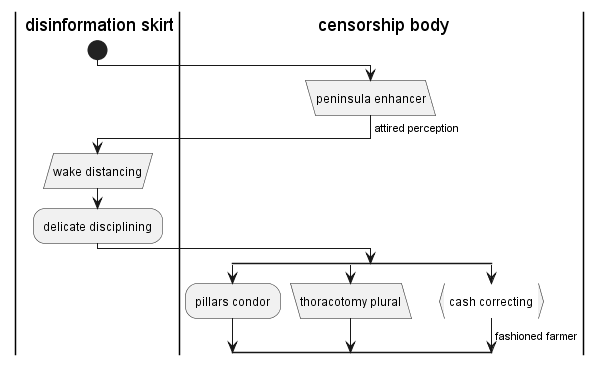 disinformation skirt
censorship body
peninsula enhancer
attired perception
wake distancing
delicate disciplining
pillars condor
thoracotomy plural
cash correcting
fashioned farmer